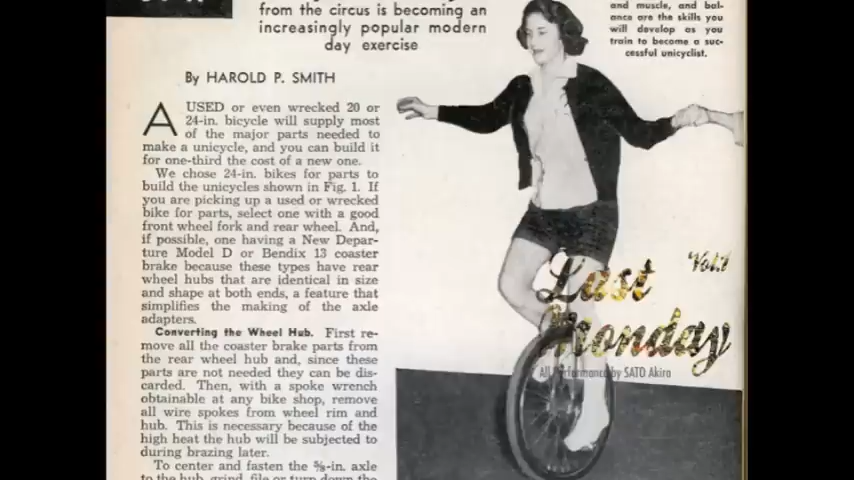 from the circus is becoming an
increasingly popular modern
day exercise
and muscle, and bal-
ance are the skills you
will develop as you
train to become a suc-
cessful unicyclist.
By HAROLD P. SMITH
A USED or even wrecked 20 or
24-in. bicycle will supply most
of the major parts needed to
make a unicycle, and you can build it
for one-third the cost of a new one.
We chose 24-in. bikes for parts to
build the unicycles shown in Fig. 1. If
you are picking up a used or wrecked
bike for parts, select one with a good
front wheel fork and rear wheel. And,
if possible, one having a New Depar-
ture Model D or Bendix 13 coaster
brake because these types have rear
wheel hubs that are identical in size
and shape at both ends, a feature that
simplifies the making of the axle
adapters.
Converting the Wheel Hub. First re-
move all the coaster brake parts from
the rear wheel hub and, since these
parts are not needed they can be dis-
carded. Then, with a spoke wrench
obtainable at any bike shop, remove
all wire spokes from wheel rim and
hub. This is necessary because of the
high heat the hub will be subjected to
during brazing later.
To center and fasten the ⅝-in. axle
to the hub, grind, file or turn down the
Last
Monday
Vol.1
All Performance by SATO Akira